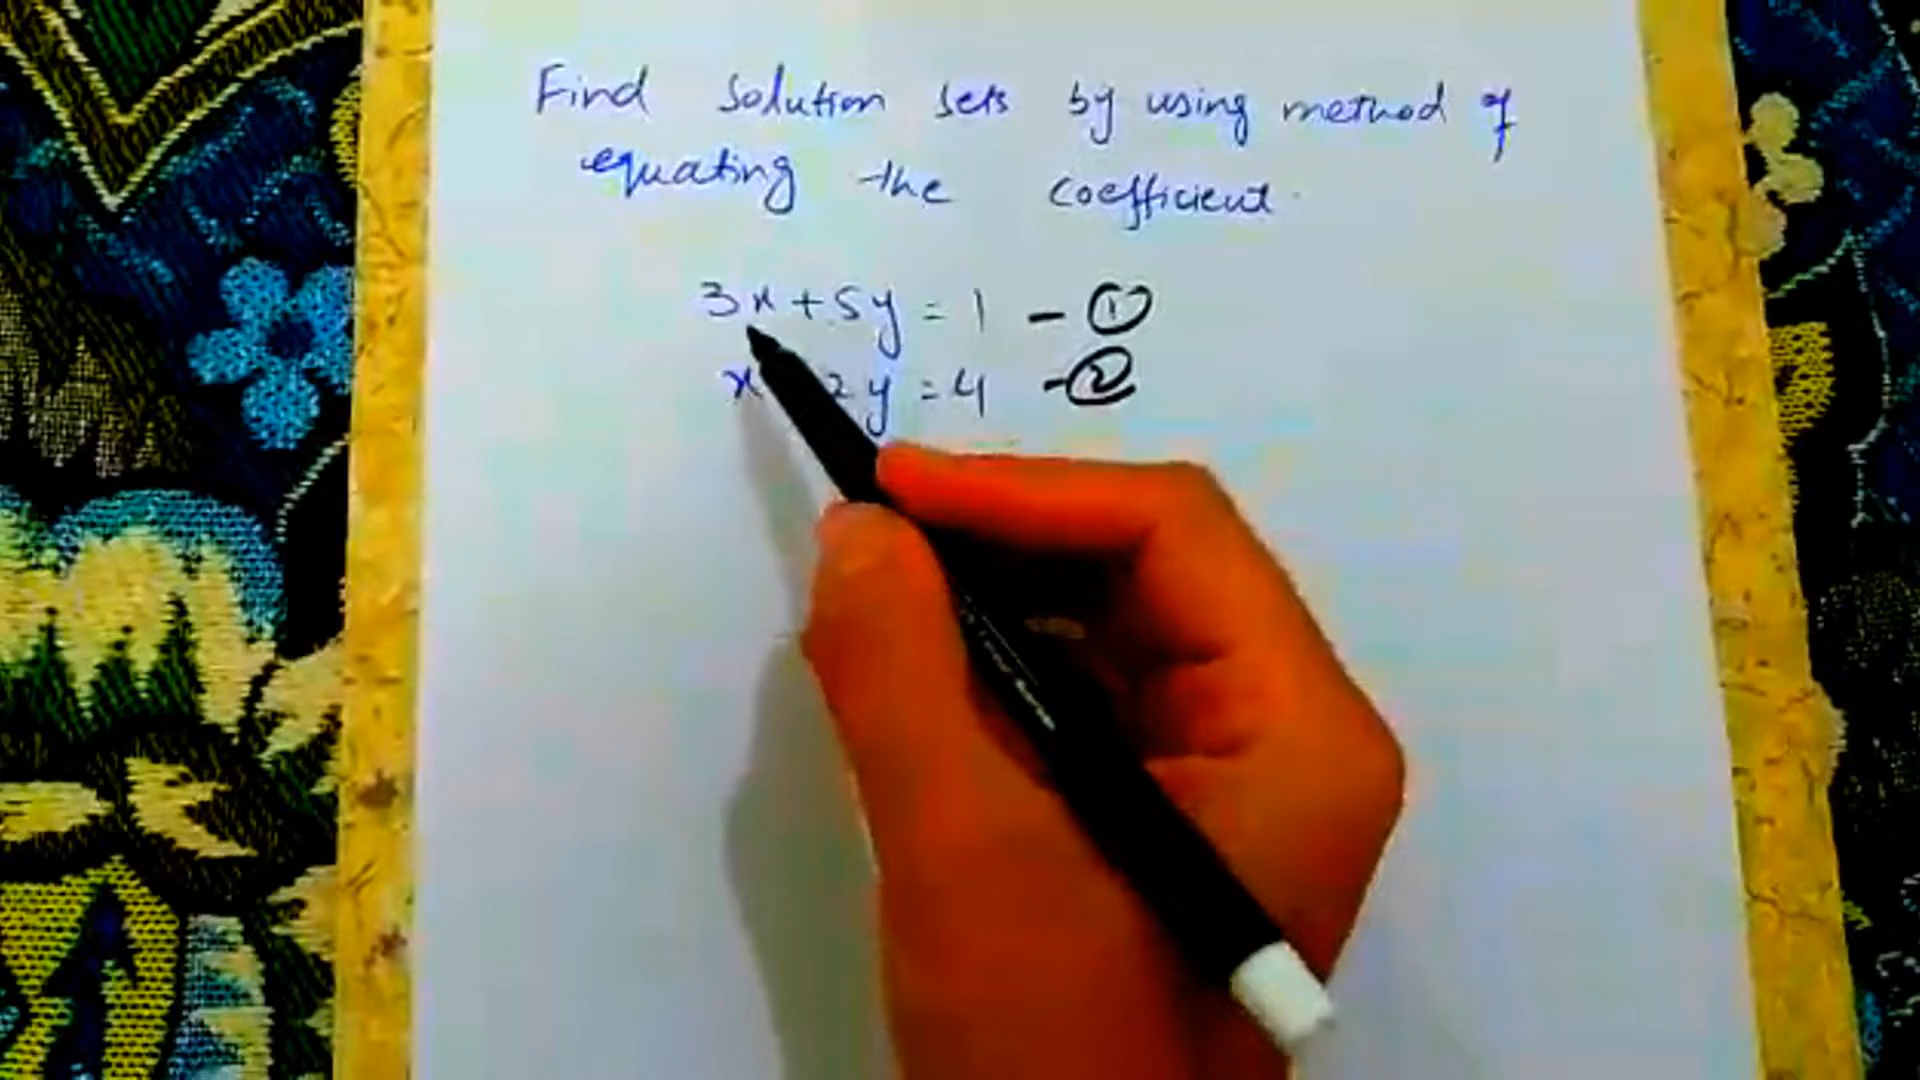 Find solution sets by using method of
equating the coefficient.
3x + 5y = 1 - ①
x 2y = 4 - ②